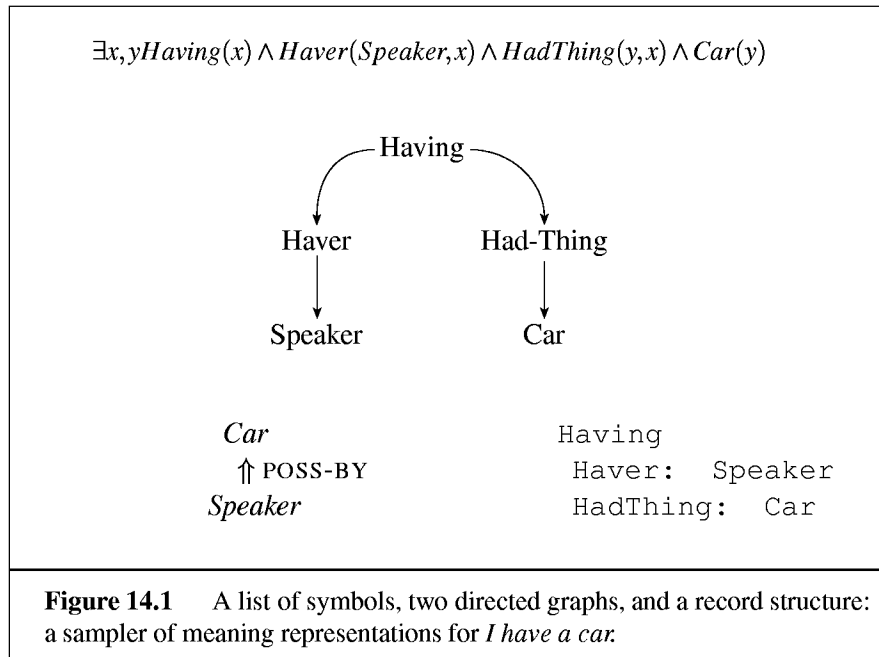 ∃x,yHaving(x) ∧ Haver(Speaker,x) ∧ HadThing(y,x) ∧ Car(y)
Having
Haver Had-Thing
Speaker Car
Car
⇑ POSS-BY
Speaker
Having
Haver: Speaker
HadThing: Car
Figure 14.1 A list of symbols, two directed graphs, and a record structure:
a sampler of meaning representations for I have a car.